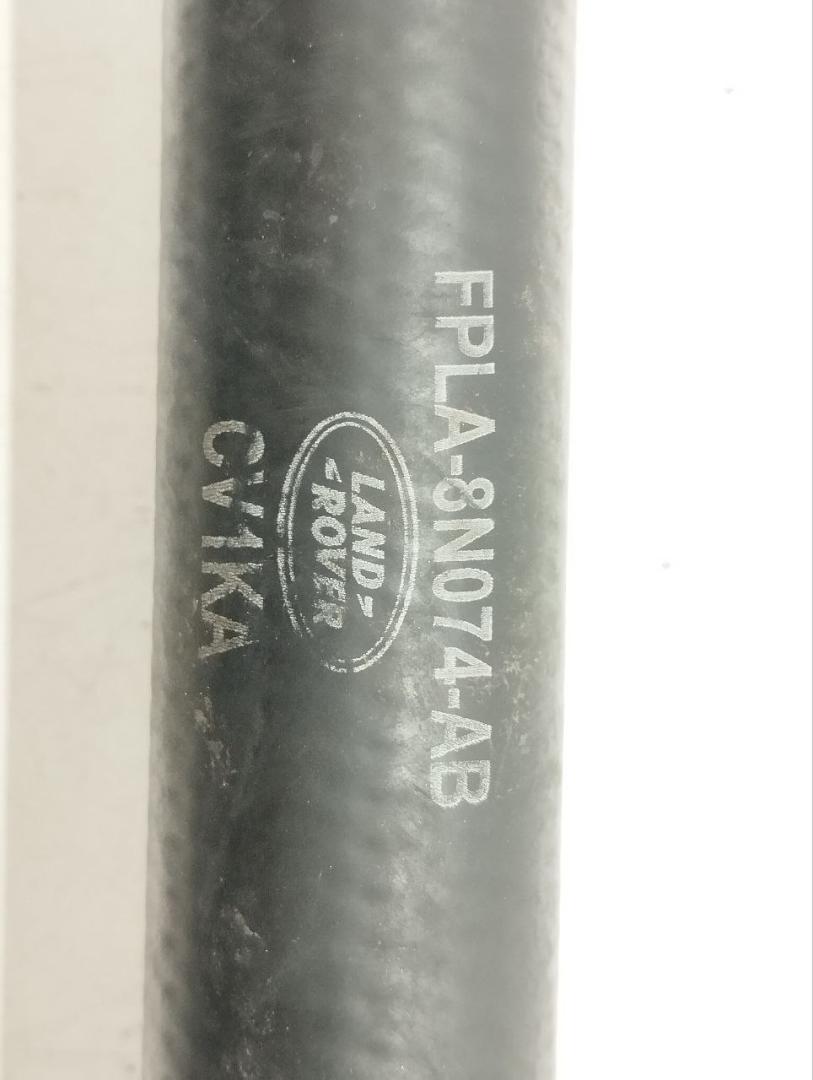 FPLA-8N074-AB
LAND
ROVER
CV1KA